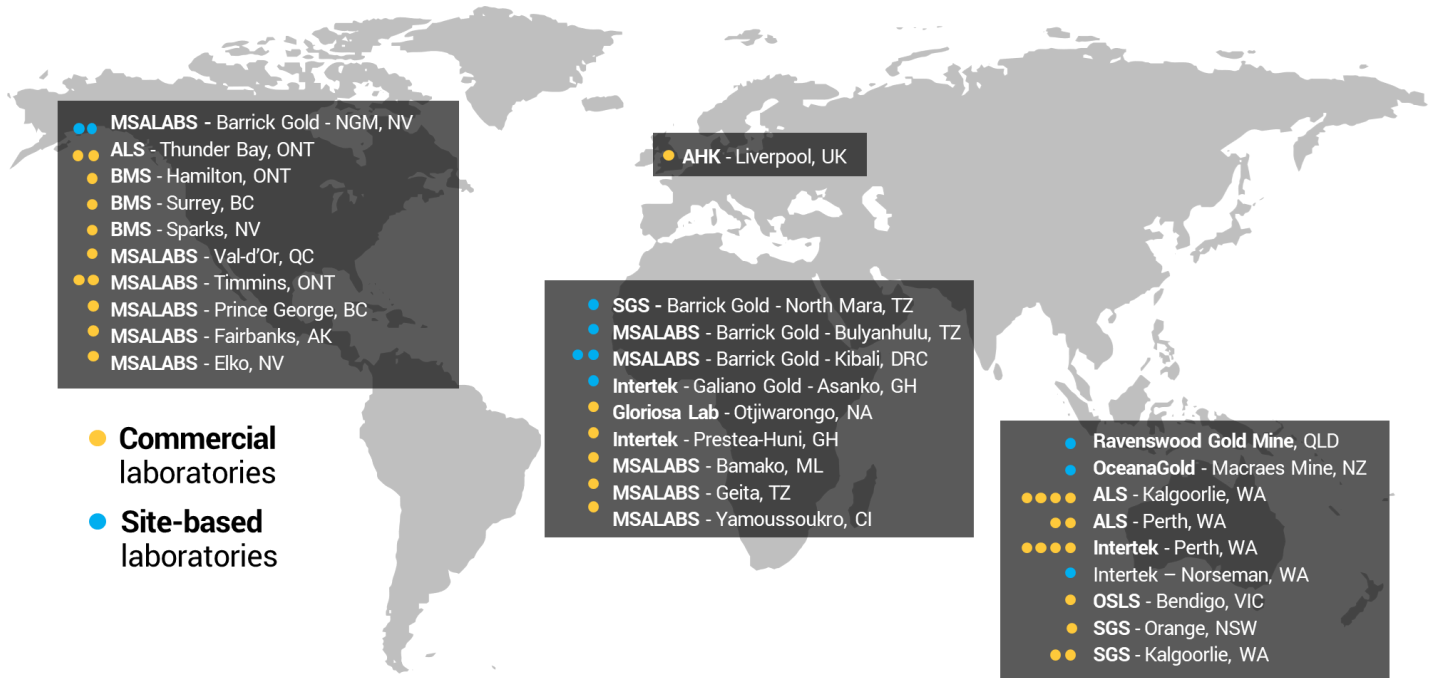 MSALABS - Barrick Gold - NGM, NV
ALS - Thunder Bay, ONT
BMS - Hamilton, ONT
BMS - Surrey, BC
BMS - Sparks, NV
MSALABS - Val-d’Or, QC
MSALABS - Timmins, ONT
MSALABS - Prince George, BC
MSALABS - Fairbanks, AK
MSALABS - Elko, NV
AHK - Liverpool, UK
SGS - Barrick Gold - North Mara, TZ
MSALABS - Barrick Gold - Bulyanhulu, TZ
MSALABS - Barrick Gold - Kibali, DRC
Intertek - Galiano Gold - Asanko, GH
Gloriosa Lab - Otjiwarongo, NA
Intertek - Prestea-Huni, GH
MSALABS - Bamako, ML
MSALABS - Geita, TZ
MSALABS - Yamoussoukro, CI
Commercial
laboratories
Site-based
laboratories
Ravenswood Gold Mine, QLD
OceanaGold - Macraes Mine, NZ
ALS - Kalgoorlie, WA
ALS - Perth, WA
Intertek - Perth, WA
Intertek – Norseman, WA
OSLS - Bendigo, VIC
SGS - Orange, NSW
SGS - Kalgoorlie, WA